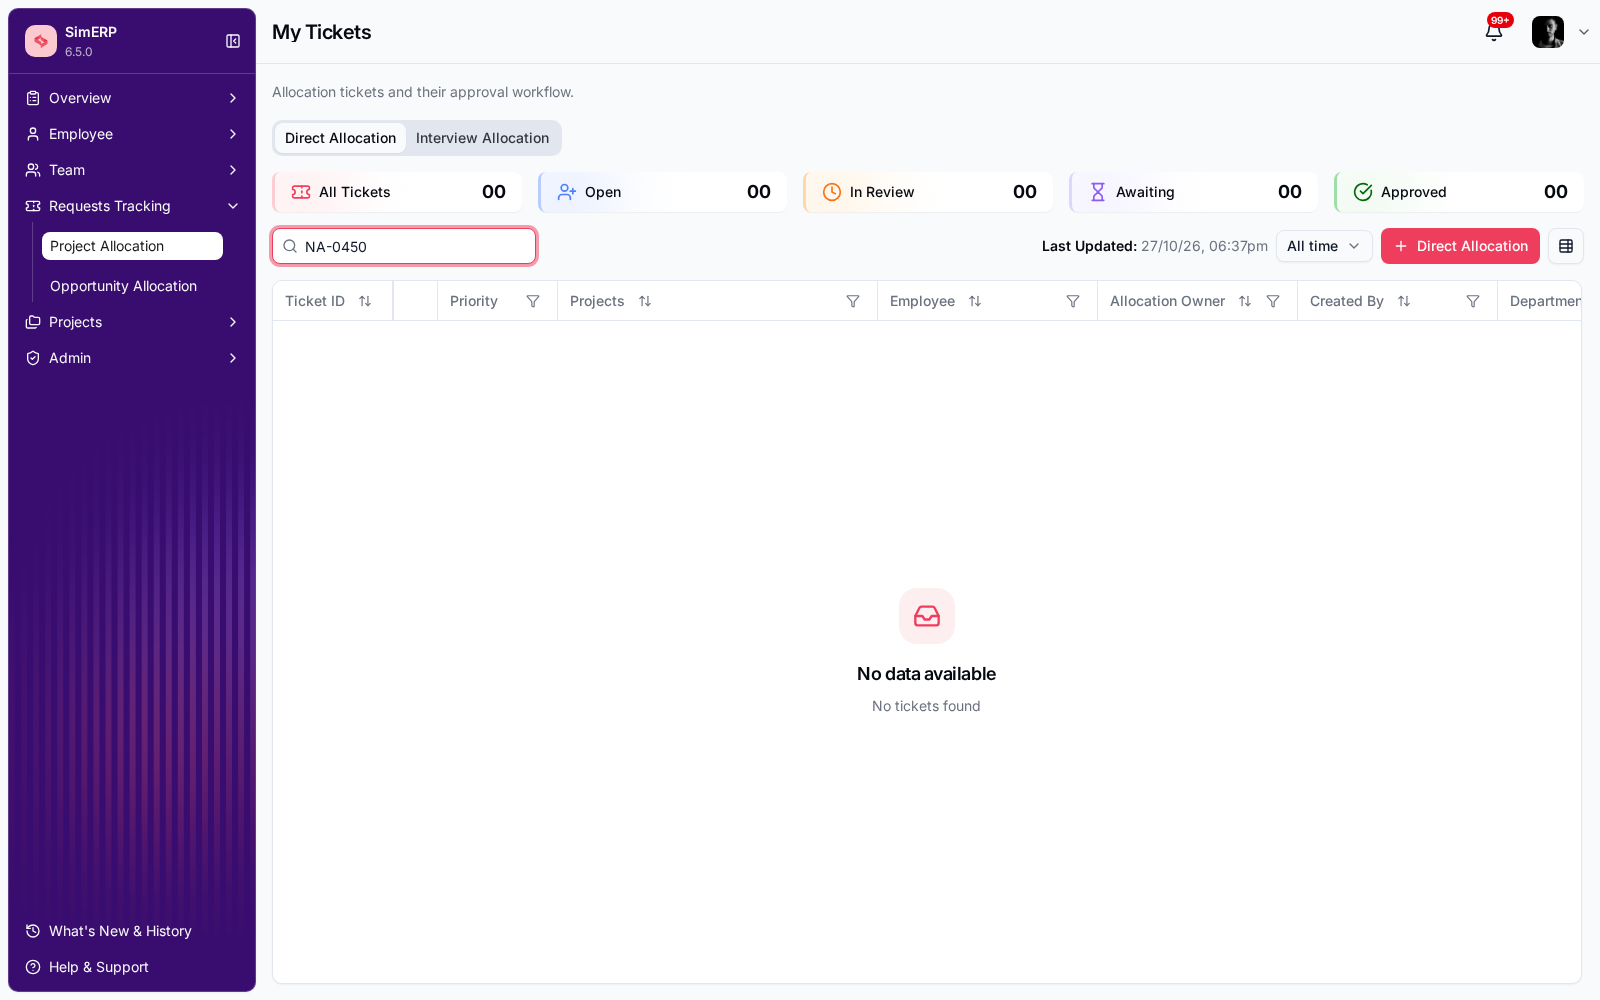 SimERP
6.5.0
Overview
Employee
Team
Requests Tracking
Project Allocation
Opportunity Allocation
Projects
Admin
What's New & History
Help & Support
My Tickets
99+
Allocation tickets and their approval workflow.
Direct Allocation
Interview Allocation
All Tickets 00
Open 00
In Review 00
Awaiting 00
Approved 00
NA-0450
Last Updated: 27/10/26, 06:37pm
All time
Direct Allocation
Ticket ID
Priority
Projects
Employee
Allocation Owner
Created By
Departmen
No data available
No tickets found